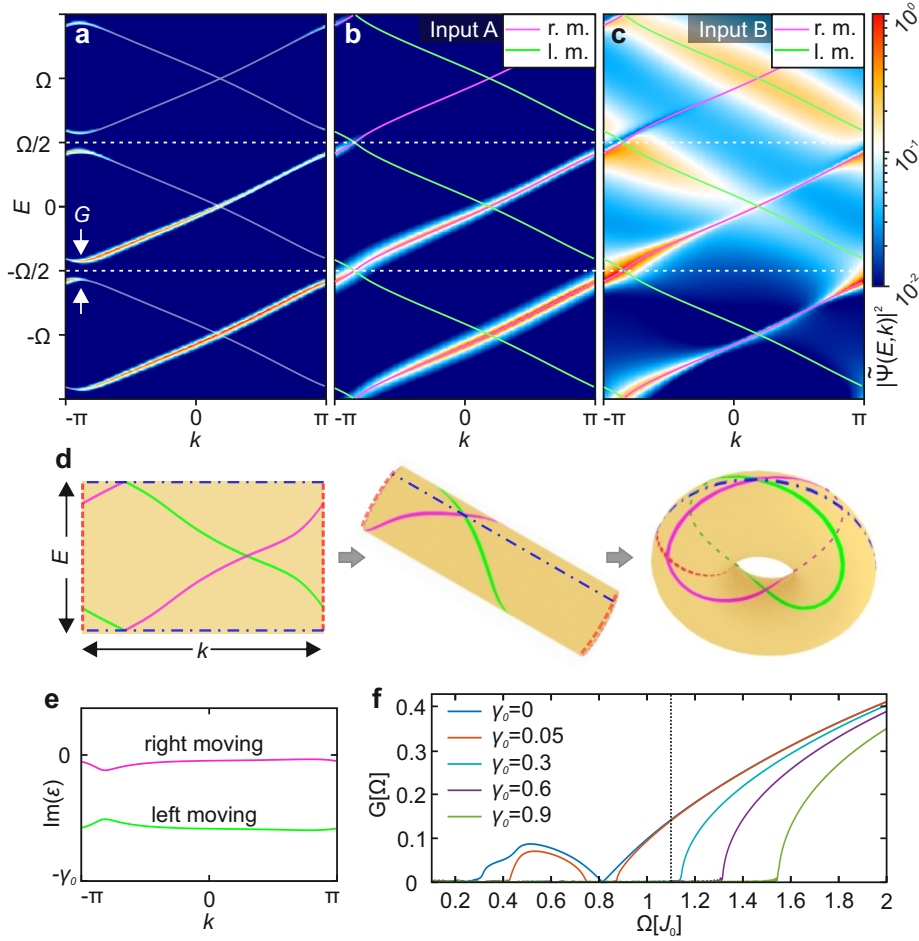 a
b
Input A
r. m.
l. m.
c
Input B
r. m.
l. m.
10⁰
10⁻¹
10⁻²
|Ψ̃(E,k)|²
E
Ω
Ω/2
0
-Ω/2
-Ω
G
-π 0 π
k
-π 0 π
k
-π 0 π
k
d
E
k
e
right moving
left moving
Im(ε)
0
-γ₀
-π 0 π
k
f
γ₀=0
γ₀=0.05
γ₀=0.3
γ₀=0.6
γ₀=0.9
G[Ω]
0.4
0.3
0.2
0.1
0
0.2 0.4 0.6 0.8 1 1.2 1.4 1.6 1.8 2
Ω[J₀]